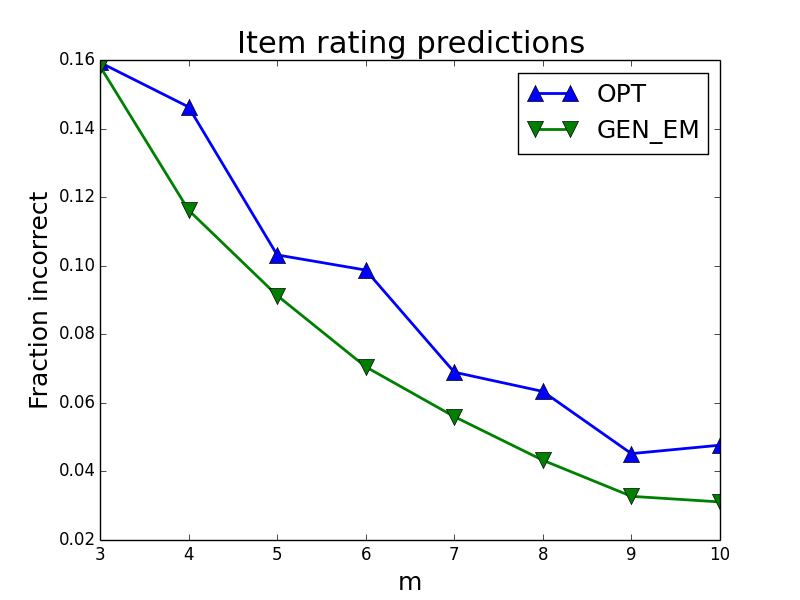 Item rating predictions
0.16
0.14
0.12
0.10
0.08
0.06
0.04
0.02
Fraction incorrect
OPT
GEN_EM
3 4 5 6 7 8 9 10
m